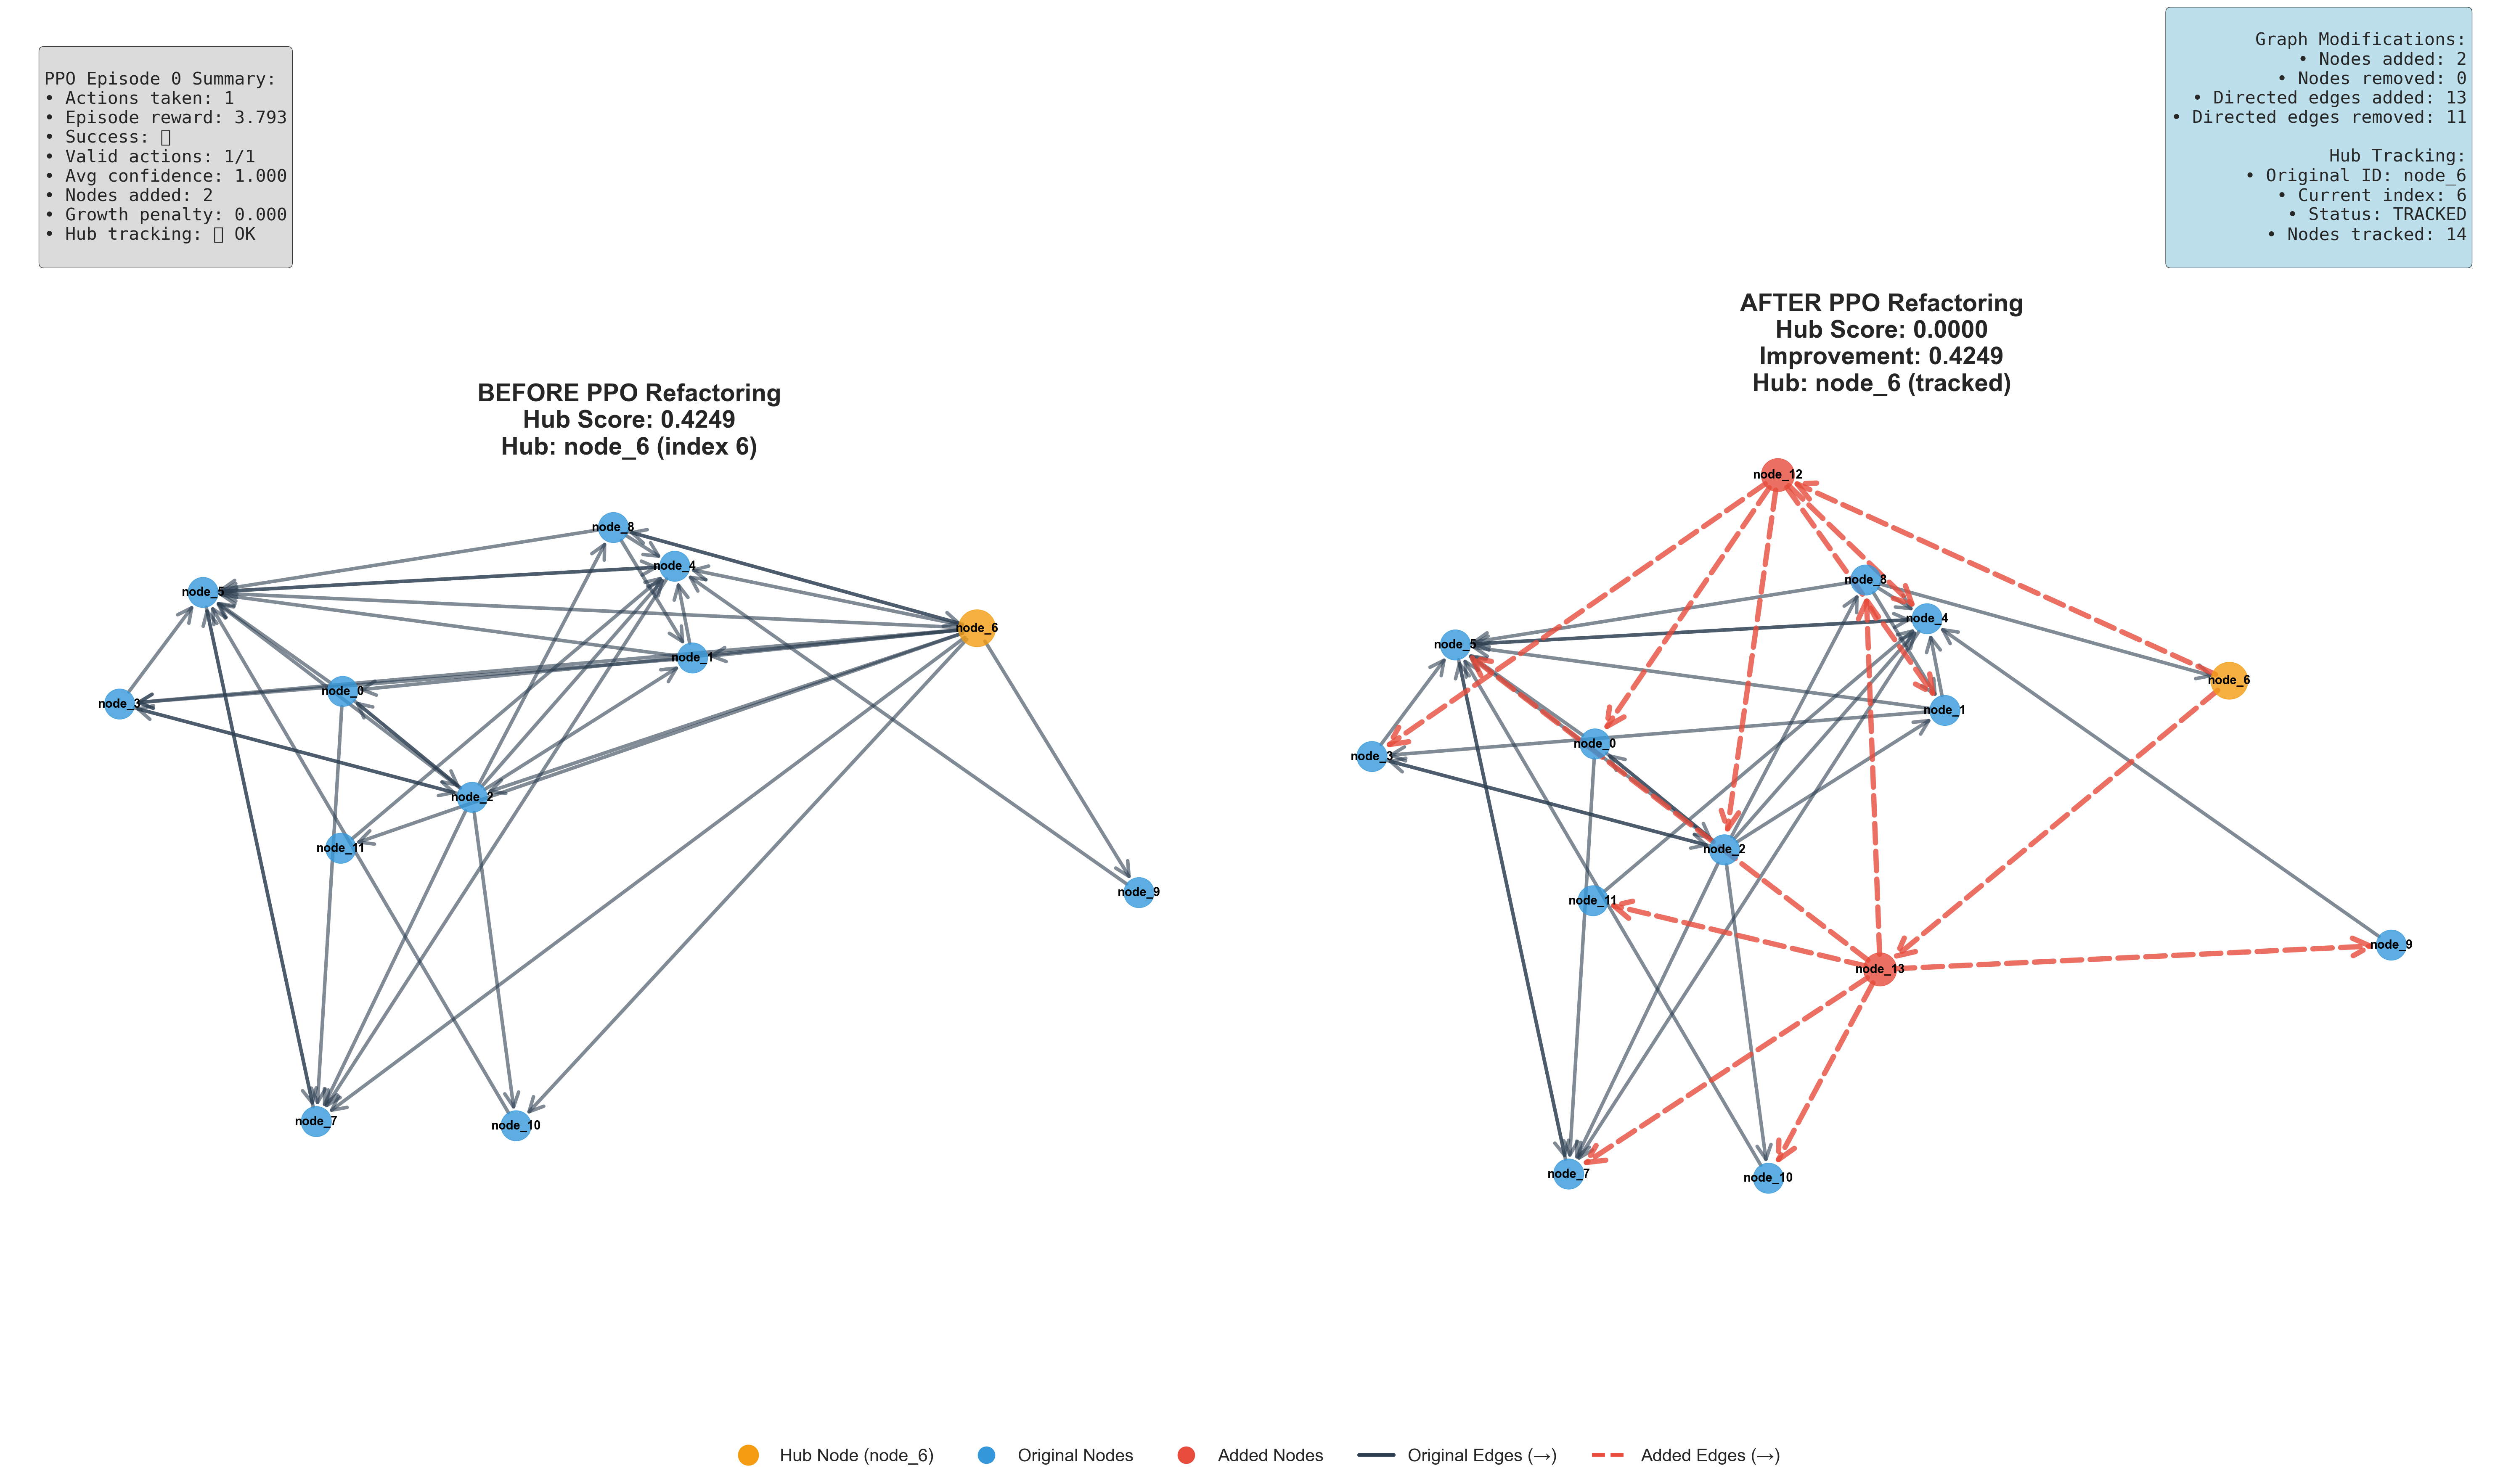 PPO Episode 0 Summary:
• Actions taken: 1
• Episode reward: 3.793
• Success: 
• Valid actions: 1/1
• Avg confidence: 1.000
• Nodes added: 2
• Growth penalty: 0.000
• Hub tracking: OK
Graph Modifications:
• Nodes added: 2
• Nodes removed: 0
• Directed edges added: 13
• Directed edges removed: 11
Hub Tracking:
• Original ID: node_6
• Current index: 6
• Status: TRACKED
• Nodes tracked: 14
BEFORE PPO Refactoring
Hub Score: 0.4249
Hub: node_6 (index 6)
node_8
node_4
node_5
node_6
node_1
node_0
node_3
node_2
node_11
node_9
node_7
node_10
AFTER PPO Refactoring
Hub Score: 0.0000
Improvement: 0.4249
Hub: node_6 (tracked)
node_12
node_8
node_4
node_5
node_6
node_1
node_0
node_3
node_2
node_11
node_9
node_13
node_7
node_10
Hub Node (node_6)
Original Nodes
Added Nodes
Original Edges (→)
Added Edges (→)